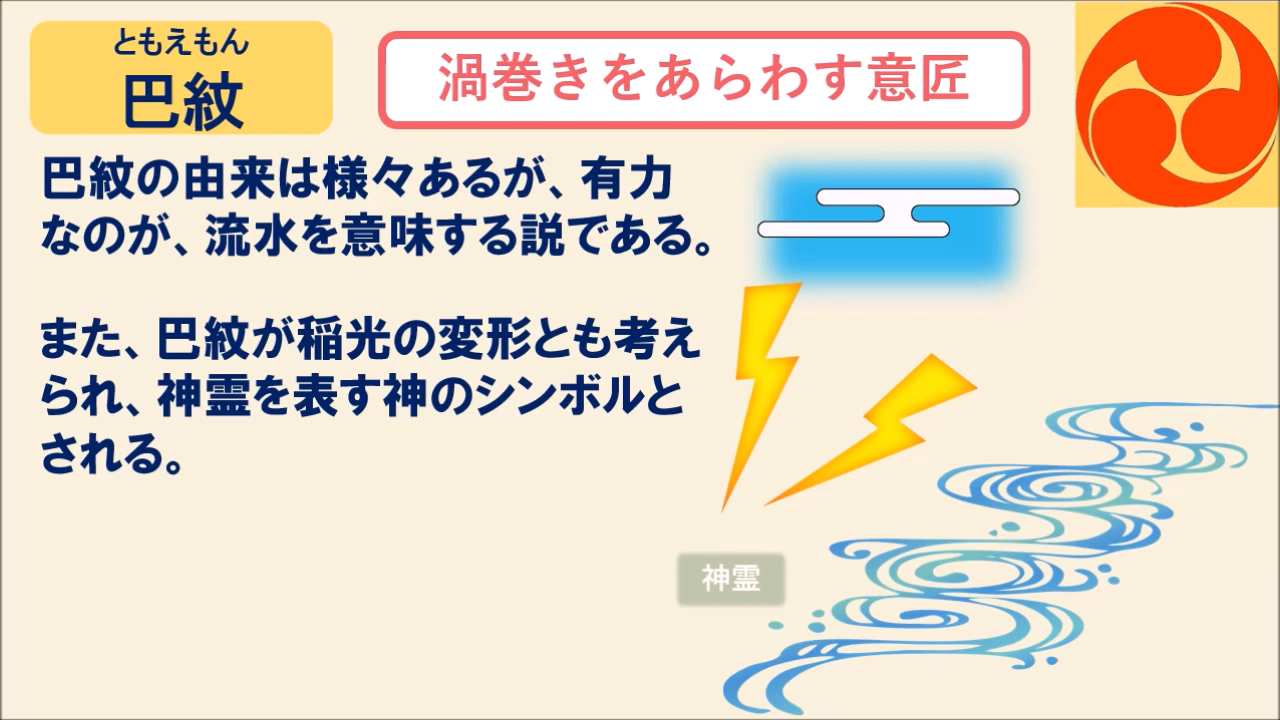 ともえもん
巴紋
渦巻きをあらわす意匠
巴紋の由来は様々あるが、有力
なのが、流水を意味する説である。
また、巴紋が稲光の変形とも考え
られ、神霊を表す神のシンボルと
される。
神霊